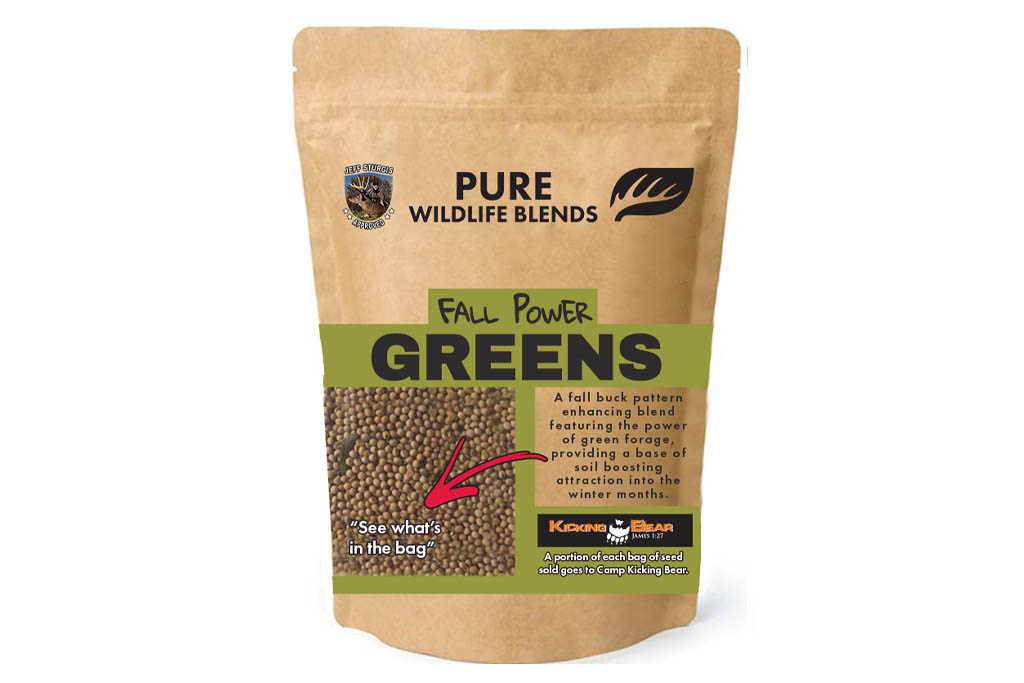 JEFF STURGIS
APPROVED
PURE
WILDLIFE BLENDS
FALL POWER
GREENS
A fall buck pattern
enhancing blend
featuring the power
of green forage,
providing a base of
soil boosting
attraction into the
winter months.
"See what's
in the bag"
KICKING BEAR
JAMES 1:27
A portion of each bag of seed
sold goes to Camp Kicking Bear.